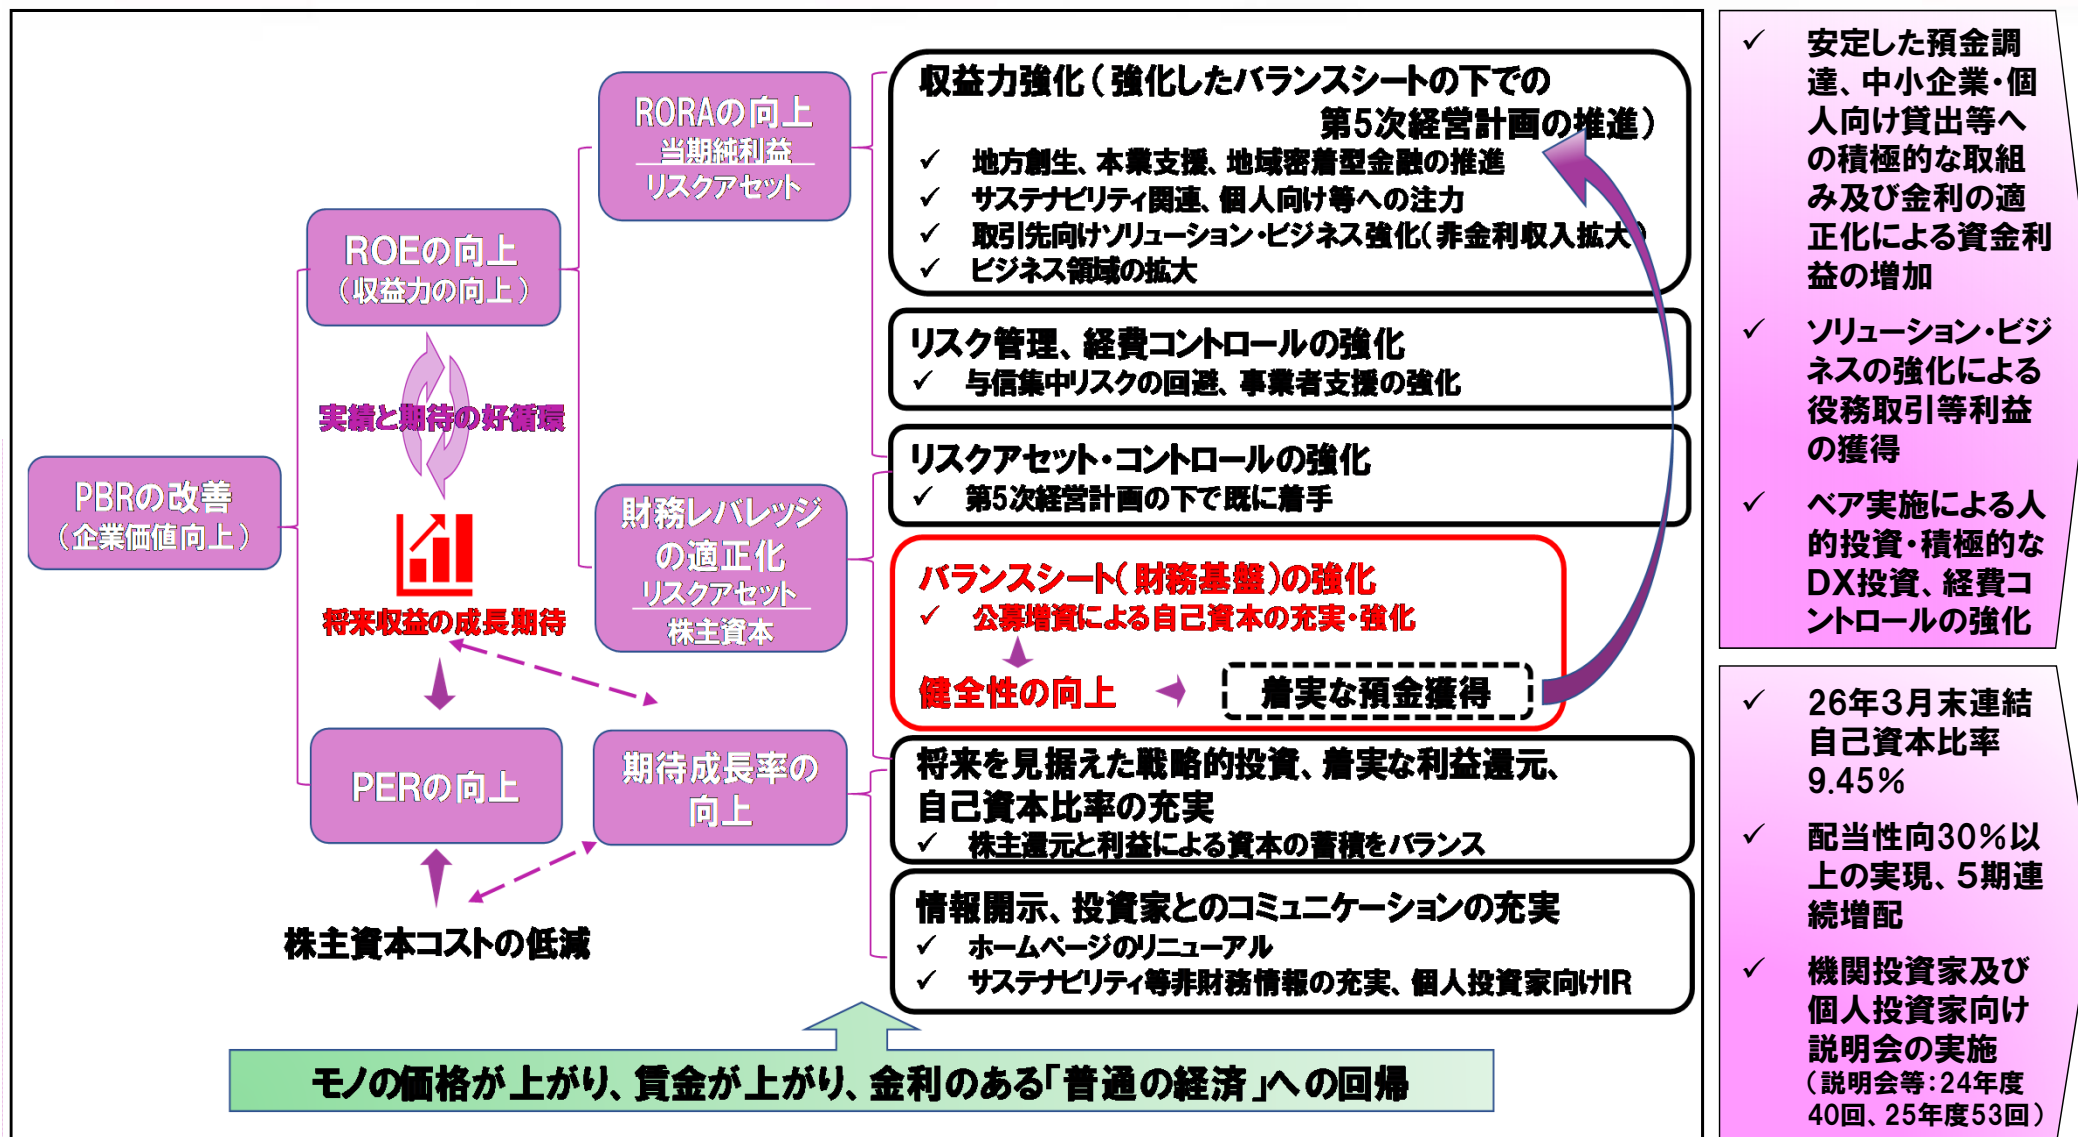 PBRの改善
（企業価値向上）
ROEの向上
（収益力の向上）
実績と期待の好循環
将来収益の成長期待
PERの向上
株主資本コストの低減
RORAの向上
当期純利益
リスクアセット
財務レバレッジ
の適正化
リスクアセット
株主資本
期待成長率の
向上
収益力強化（強化したバランスシートの下での
第5次経営計画の推進）
✓ 地方創生、本業支援、地域密着型金融の推進
✓ サステナビリティ関連、個人向け等への注力
✓ 取引先向けソリューション・ビジネス強化（非金利収入拡大）
✓ ビジネス領域の拡大
リスク管理、経費コントロールの強化
✓ 与信集中リスクの回避、事業者支援の強化
リスクアセット・コントロールの強化
✓ 第5次経営計画の下で既に着手
バランスシート（財務基盤）の強化
✓ 公募増資による自己資本の充実・強化
健全性の向上
着実な預金獲得
将来を見据えた戦略的投資、着実な利益還元、
自己資本比率の充実
✓ 株主還元と利益による資本の蓄積をバランス
情報開示、投資家とのコミュニケーションの充実
✓ ホームページのリニューアル
✓ サステナビリティ等非財務情報の充実、個人投資家向けIR
モノの価格が上がり、賃金が上がり、金利のある「普通の経済」への回帰
✓ 安定した預金調
達、中小企業・個
人向け貸出等へ
の積極的な取組
み及び金利の適
正化による資金利
益の増加
✓ ソリューション・ビジ
ネスの強化による
役務取引等利益
の獲得
✓ ベア実施による人
的投資・積極的な
DX投資、経費コ
ントロールの強化
✓ 26年3月末連結
自己資本比率
9.45％
✓ 配当性向30％以
上の実現、5期連
続増配
✓ 機関投資家及び
個人投資家向け
説明会の実施
（説明会等：24年度
40回、25年度53回）